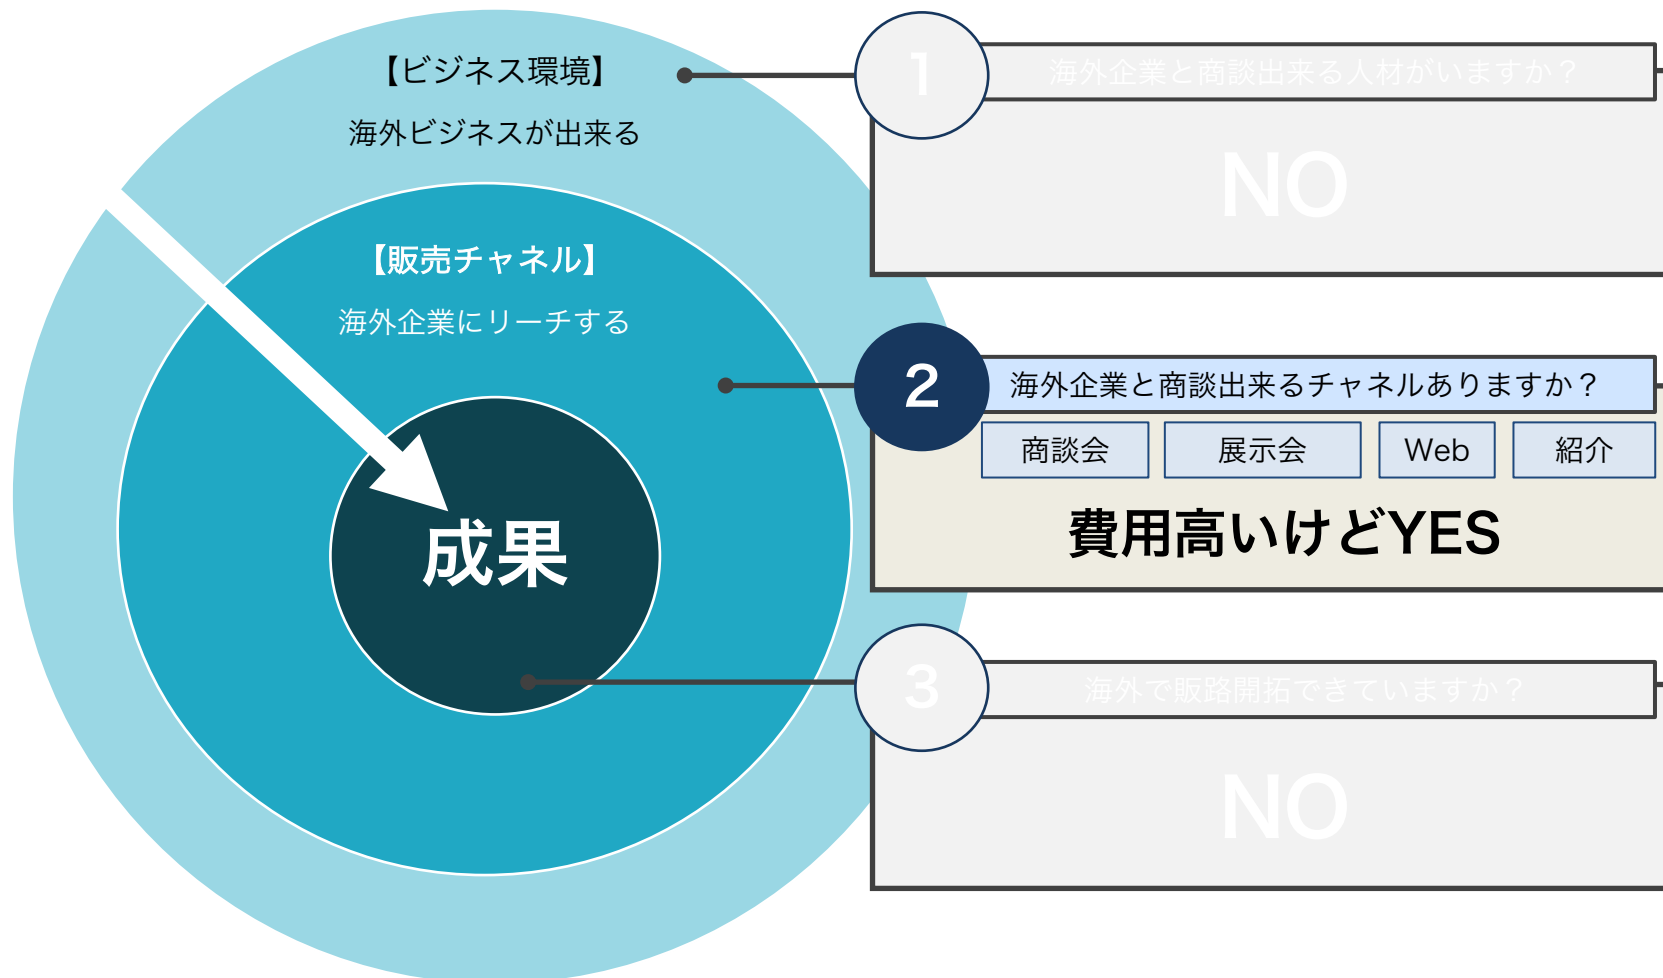 【ビジネス環境】
海外ビジネスが出来る
【販売チャネル】
海外企業にリーチする
成果
1
海外企業と商談出来る人材がいますか？
NO
2
海外企業と商談出来るチャネルありますか？
商談会
展示会
Web
紹介
費用高いけどYES
3
海外で販路開拓できていますか？
NO